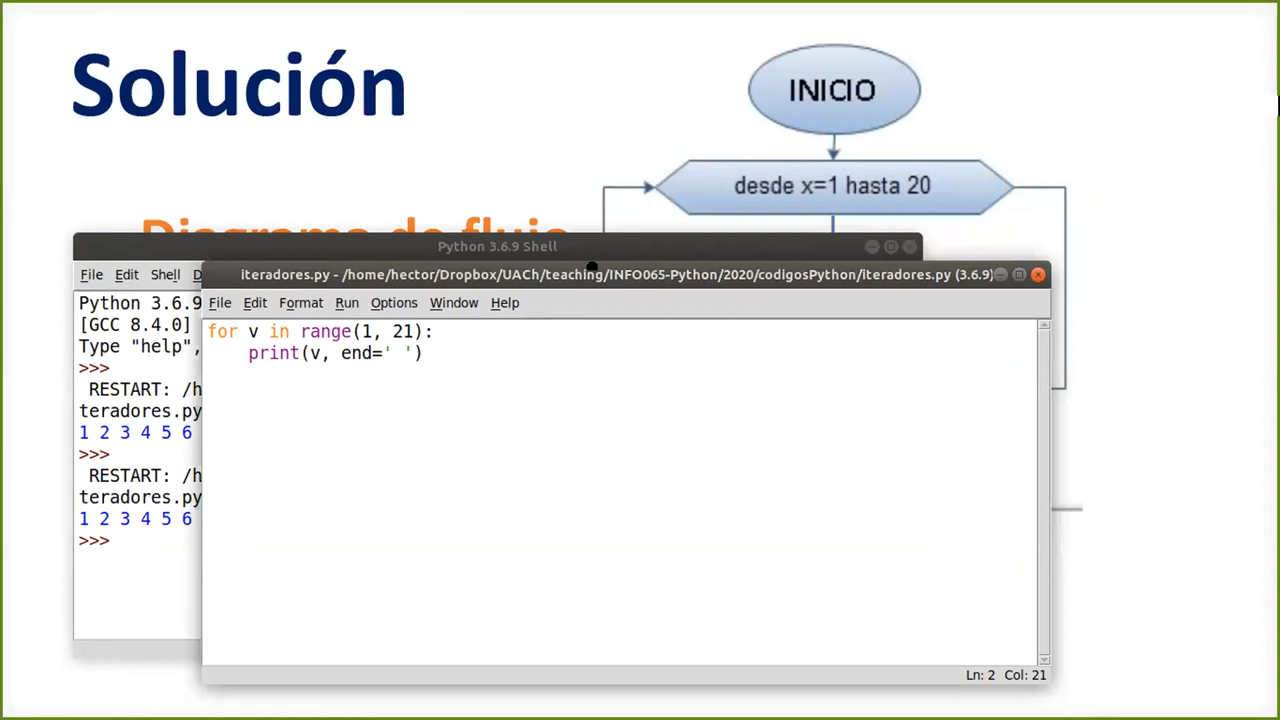 Solución
INICIO
desde x=1 hasta 20
Diagrama de flujo
Python 3.6.9 Shell
File Edit Shell D
Python 3.6.9
[GCC 8.4.0]
Type "help",
>>>
RESTART: /h
teradores.py
1 2 3 4 5 6
>>>
RESTART: /h
teradores.py
1 2 3 4 5 6
>>>
iteradores.py - /home/hector/Dropbox/UACh/teaching/INFO065-Python/2020/codigosPython/iteradores.py (3.6.9)
File Edit Format Run Options Window Help
for v in range(1, 21):
    print(v, end=' ')
Ln: 2 Col: 21